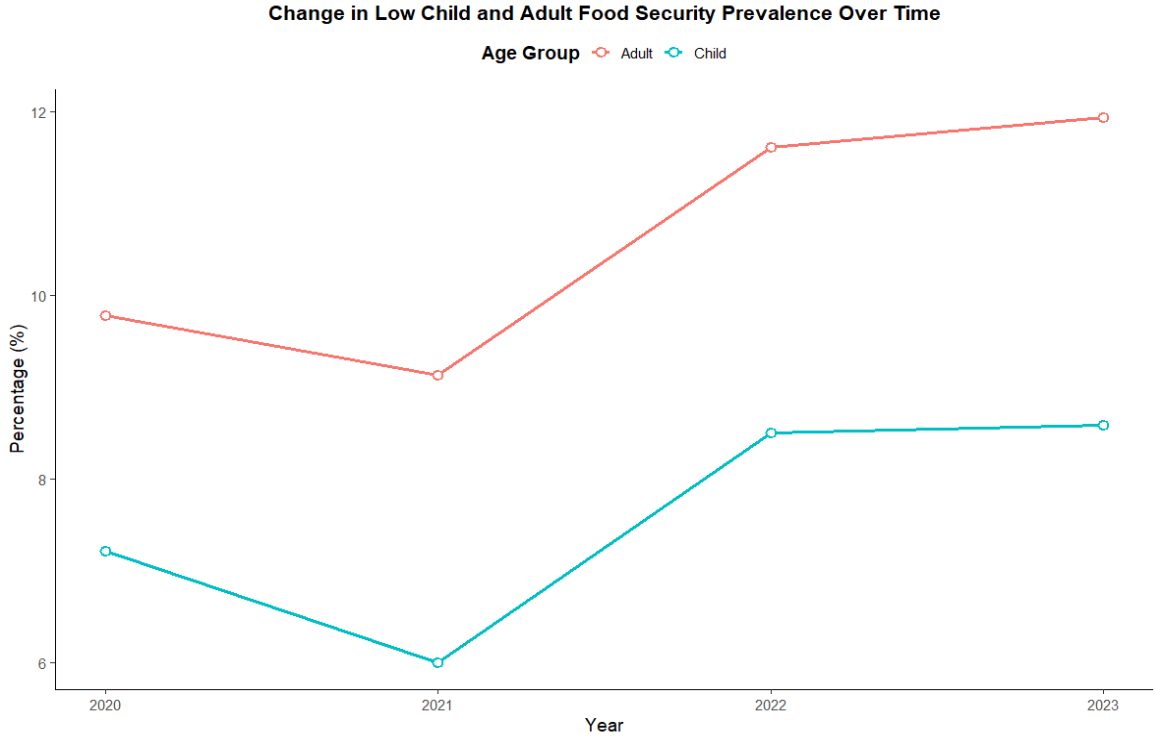 Change in Low Child and Adult Food Security Prevalence Over Time
Age Group Adult Child
12
10
8
6
Percentage (%)
2020 2021 2022 2023
Year